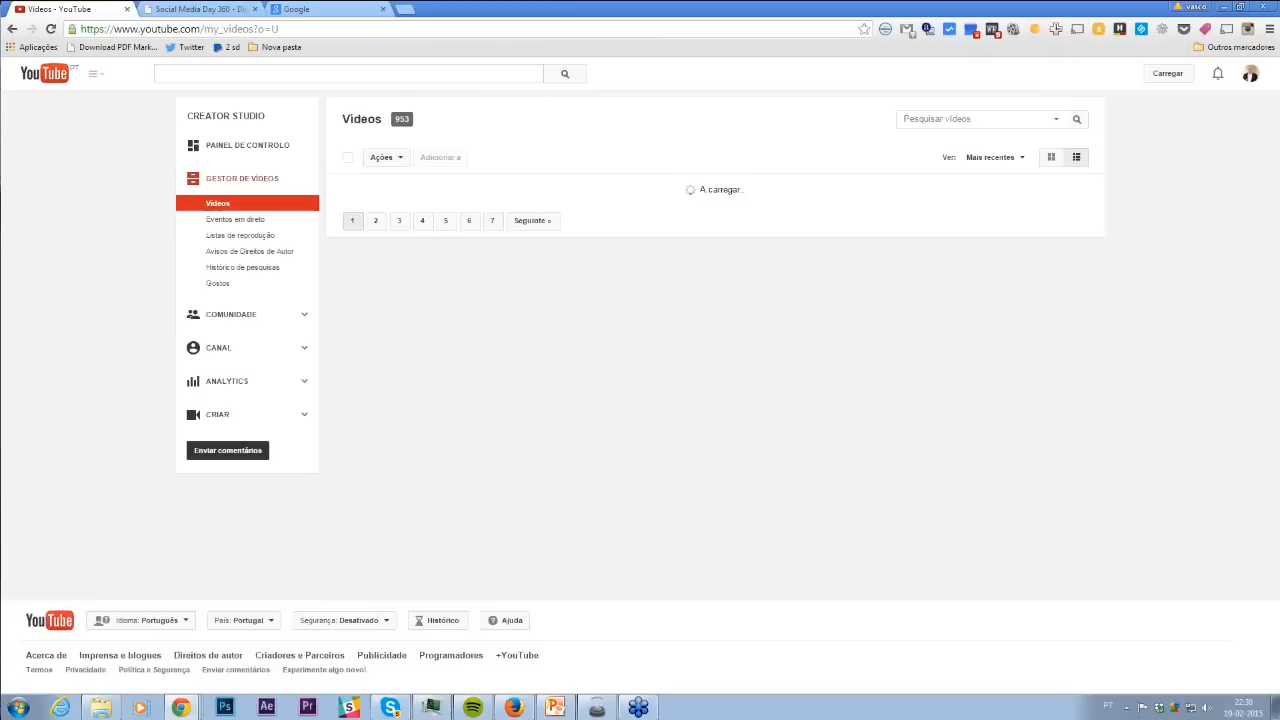 Vídeos - YouTube
Social Media Day 360 - Di
Google
vasco
https://www.youtube.com/my_videos?o=U
Aplicações
Download PDF Mark...
Twitter
2 sd
Nova pasta
Outros marcadores
YouTube PT
Carregar
CREATOR STUDIO
PAINEL DE CONTROLO
GESTOR DE VÍDEOS
Vídeos
Eventos em direto
Listas de reprodução
Avisos de Direitos de Autor
Histórico de pesquisas
Gostos
COMUNIDADE
CANAL
ANALYTICS
CRIAR
Enviar comentários
Vídeos 953
Pesquisar vídeos
Ações
Adicionar a
Ver: Mais recentes
A carregar...
1 2 3 4 5 6 7 Seguinte »
YouTube
Idioma: Português
País: Portugal
Segurança: Desativado
Histórico
Ajuda
Acerca de Imprensa e blogues Direitos de autor Criadores e Parceiros Publicidade Programadores +YouTube
Termos Privacidade Política e Segurança Enviar comentários Experimente algo novo!
Ps Ae Pr
PT
22:30
19-02-2015